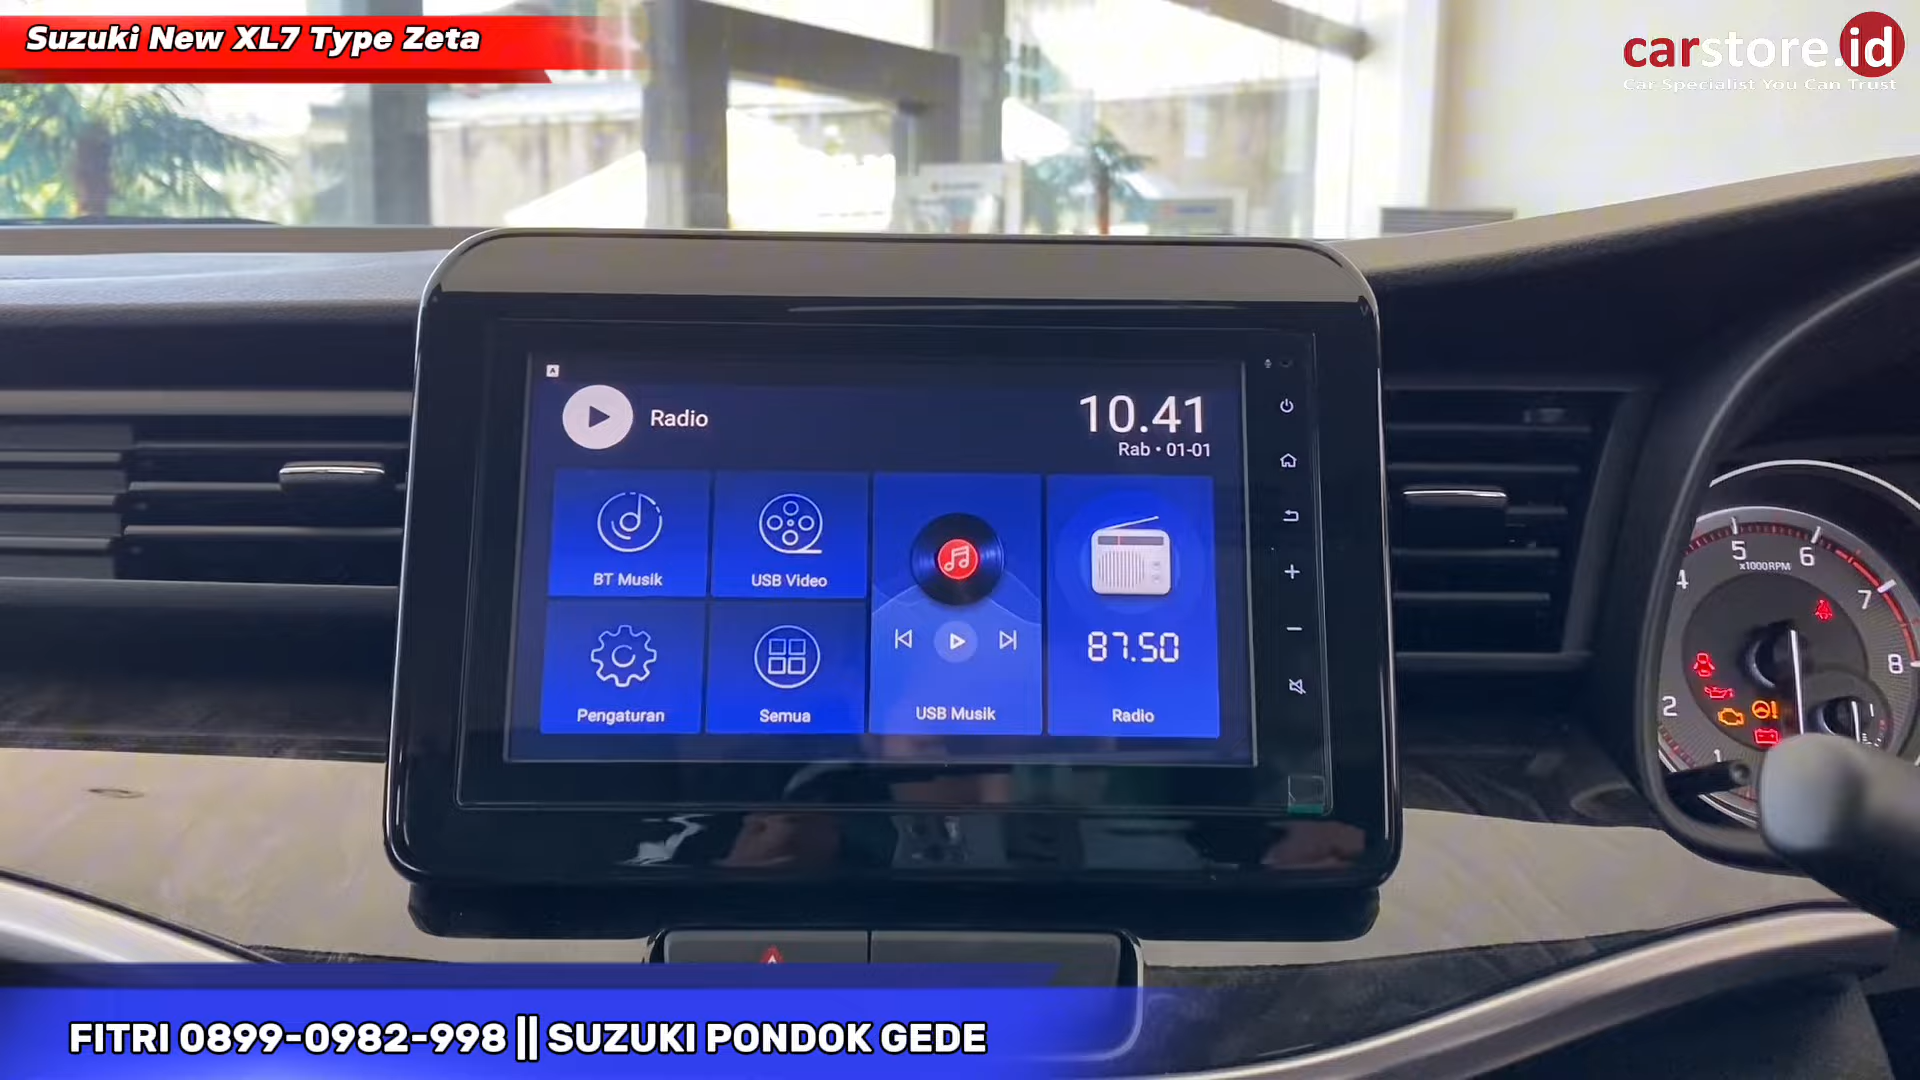 Suzuki New XL7 Type Zeta
carstore.id
Car Specialist You Can Trust
Radio
10.41
Rab • 01-01
BT Musik
USB Video
Pengaturan
Semua
USB Musik
87.50
Radio
1
2
4
5
6
7
8
x1000RPM
FITRI 0899-0982-998 || SUZUKI PONDOK GEDE